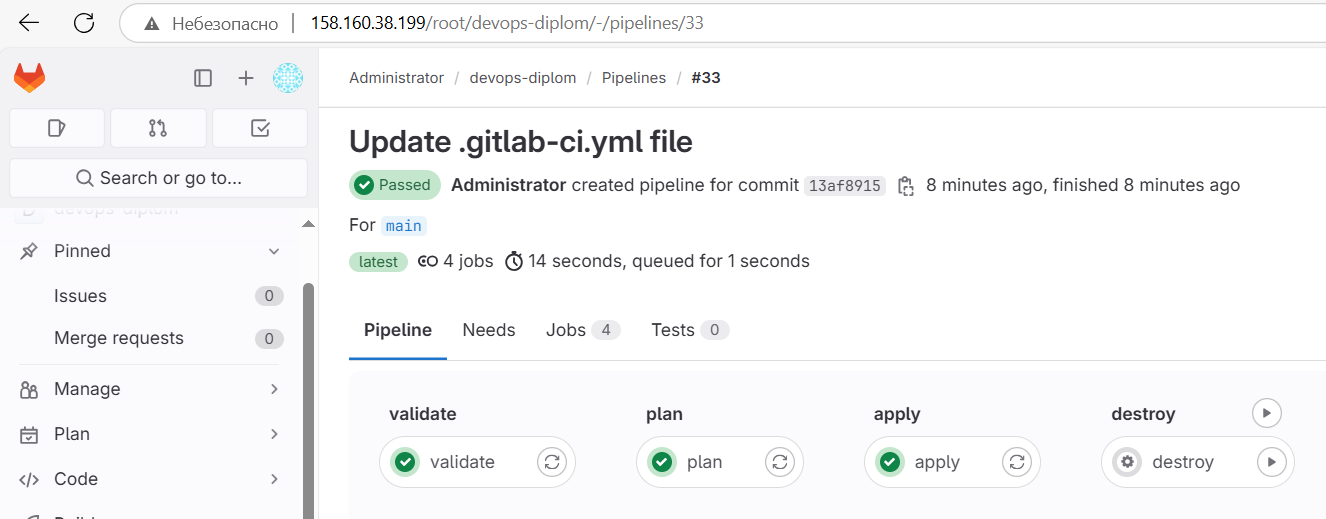 Небезопасно 158.160.38.199/root/devops-diplom/-/pipelines/33
Administrator / devops-diplom / Pipelines / #33
Search or go to...
devops-diplom
Pinned
Issues 0
Merge requests 0
Manage
Plan
Code
Update .gitlab-ci.yml file
Passed Administrator created pipeline for commit 13af8915 8 minutes ago, finished 8 minutes ago
For main
latest 4 jobs 14 seconds, queued for 1 seconds
Pipeline Needs Jobs 4 Tests 0
validate plan apply destroy
validate plan apply destroy